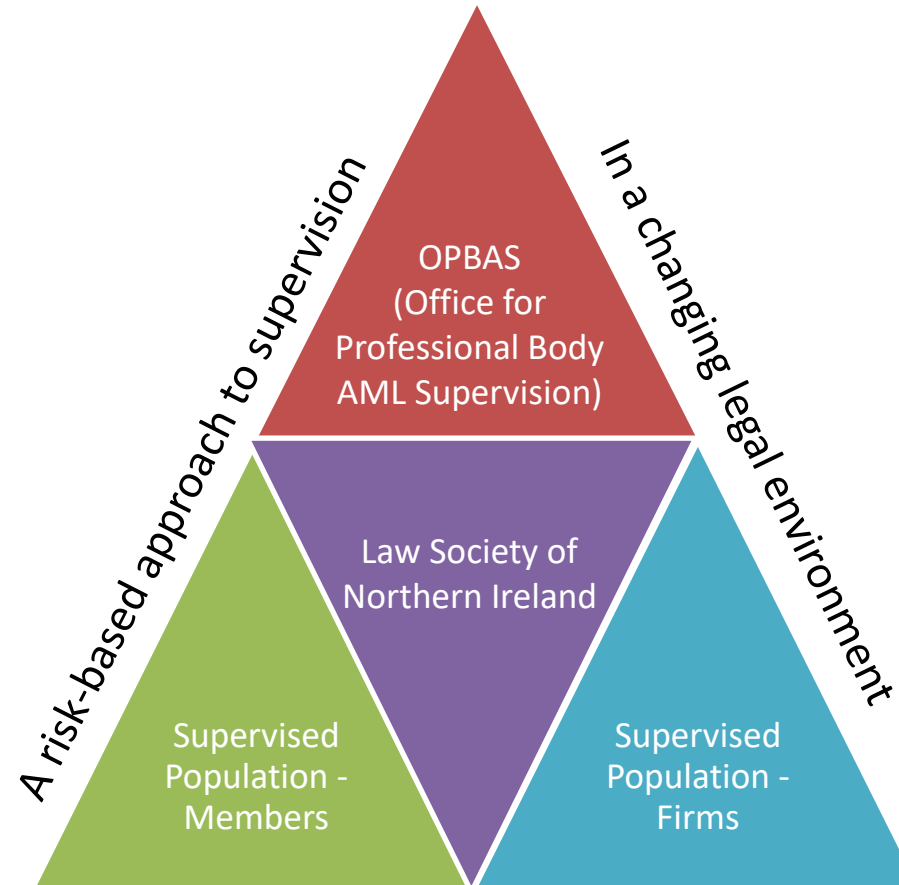 A risk-based approach to supervision
In a changing legal environment
OPBAS
(Office for
Professional Body
AML Supervision)
Law Society of
Northern Ireland
Supervised
Population -
Members
Supervised
Population -
Firms